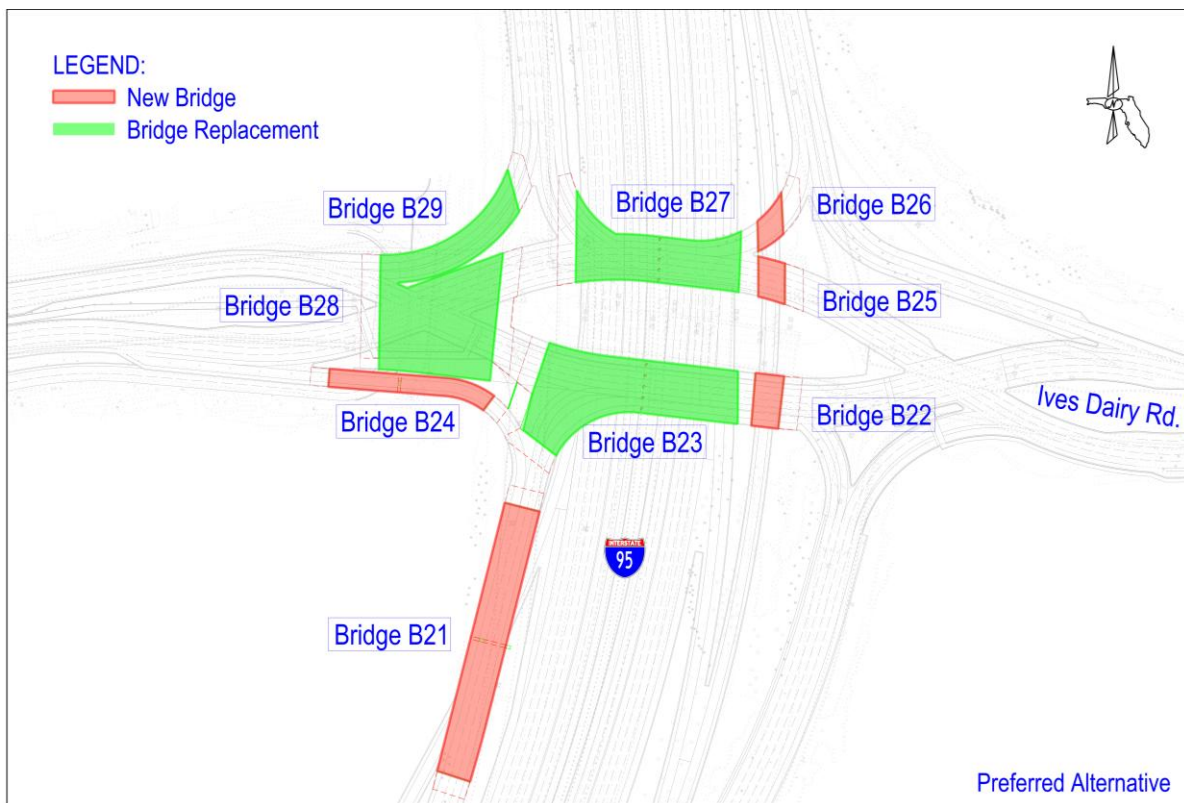 LEGEND:
New Bridge
Bridge Replacement
N
Bridge B29
Bridge B27
Bridge B26
Bridge B28
Bridge B25
Bridge B24
Bridge B23
Bridge B22
Ives Dairy Rd.
INTERSTATE
95
Bridge B21
Preferred Alternative